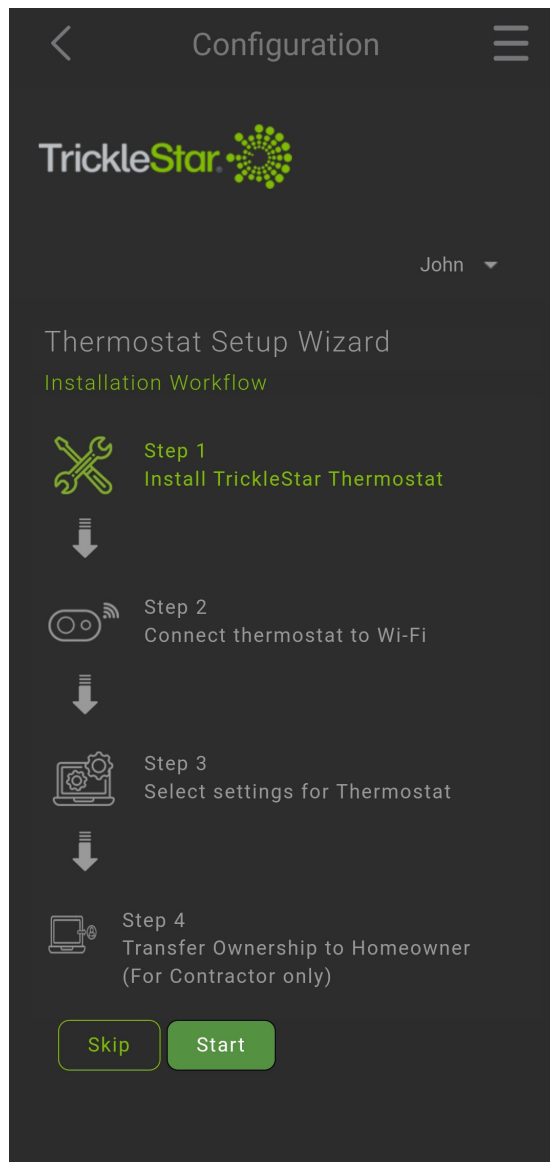 Configuration
TrickleStar®
John
Thermostat Setup Wizard
Installation Workflow
Step 1
Install TrickleStar Thermostat
Step 2
Connect thermostat to Wi-Fi
Step 3
Select settings for Thermostat
Step 4
Transfer Ownership to Homeowner
(For Contractor only)
Skip
Start